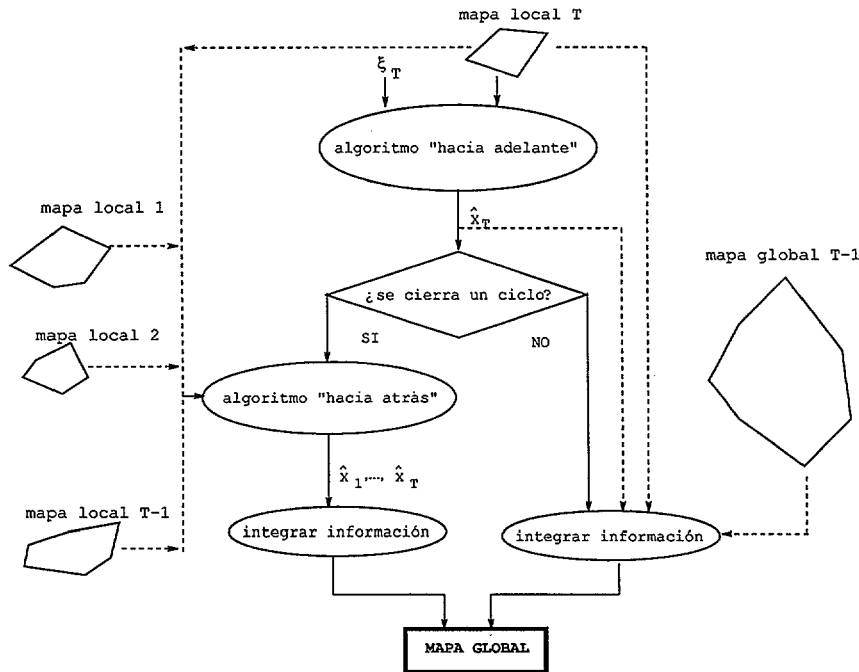 mapa local T
ξ T
algoritmo "hacia adelante"
mapa local 1
x̂ T
mapa global T-1
¿se cierra un ciclo?
mapa local 2
SI
NO
algoritmo "hacia atràs"
x̂ 1,..., x̂ T
mapa local T-1
integrar información
integrar información
MAPA GLOBAL